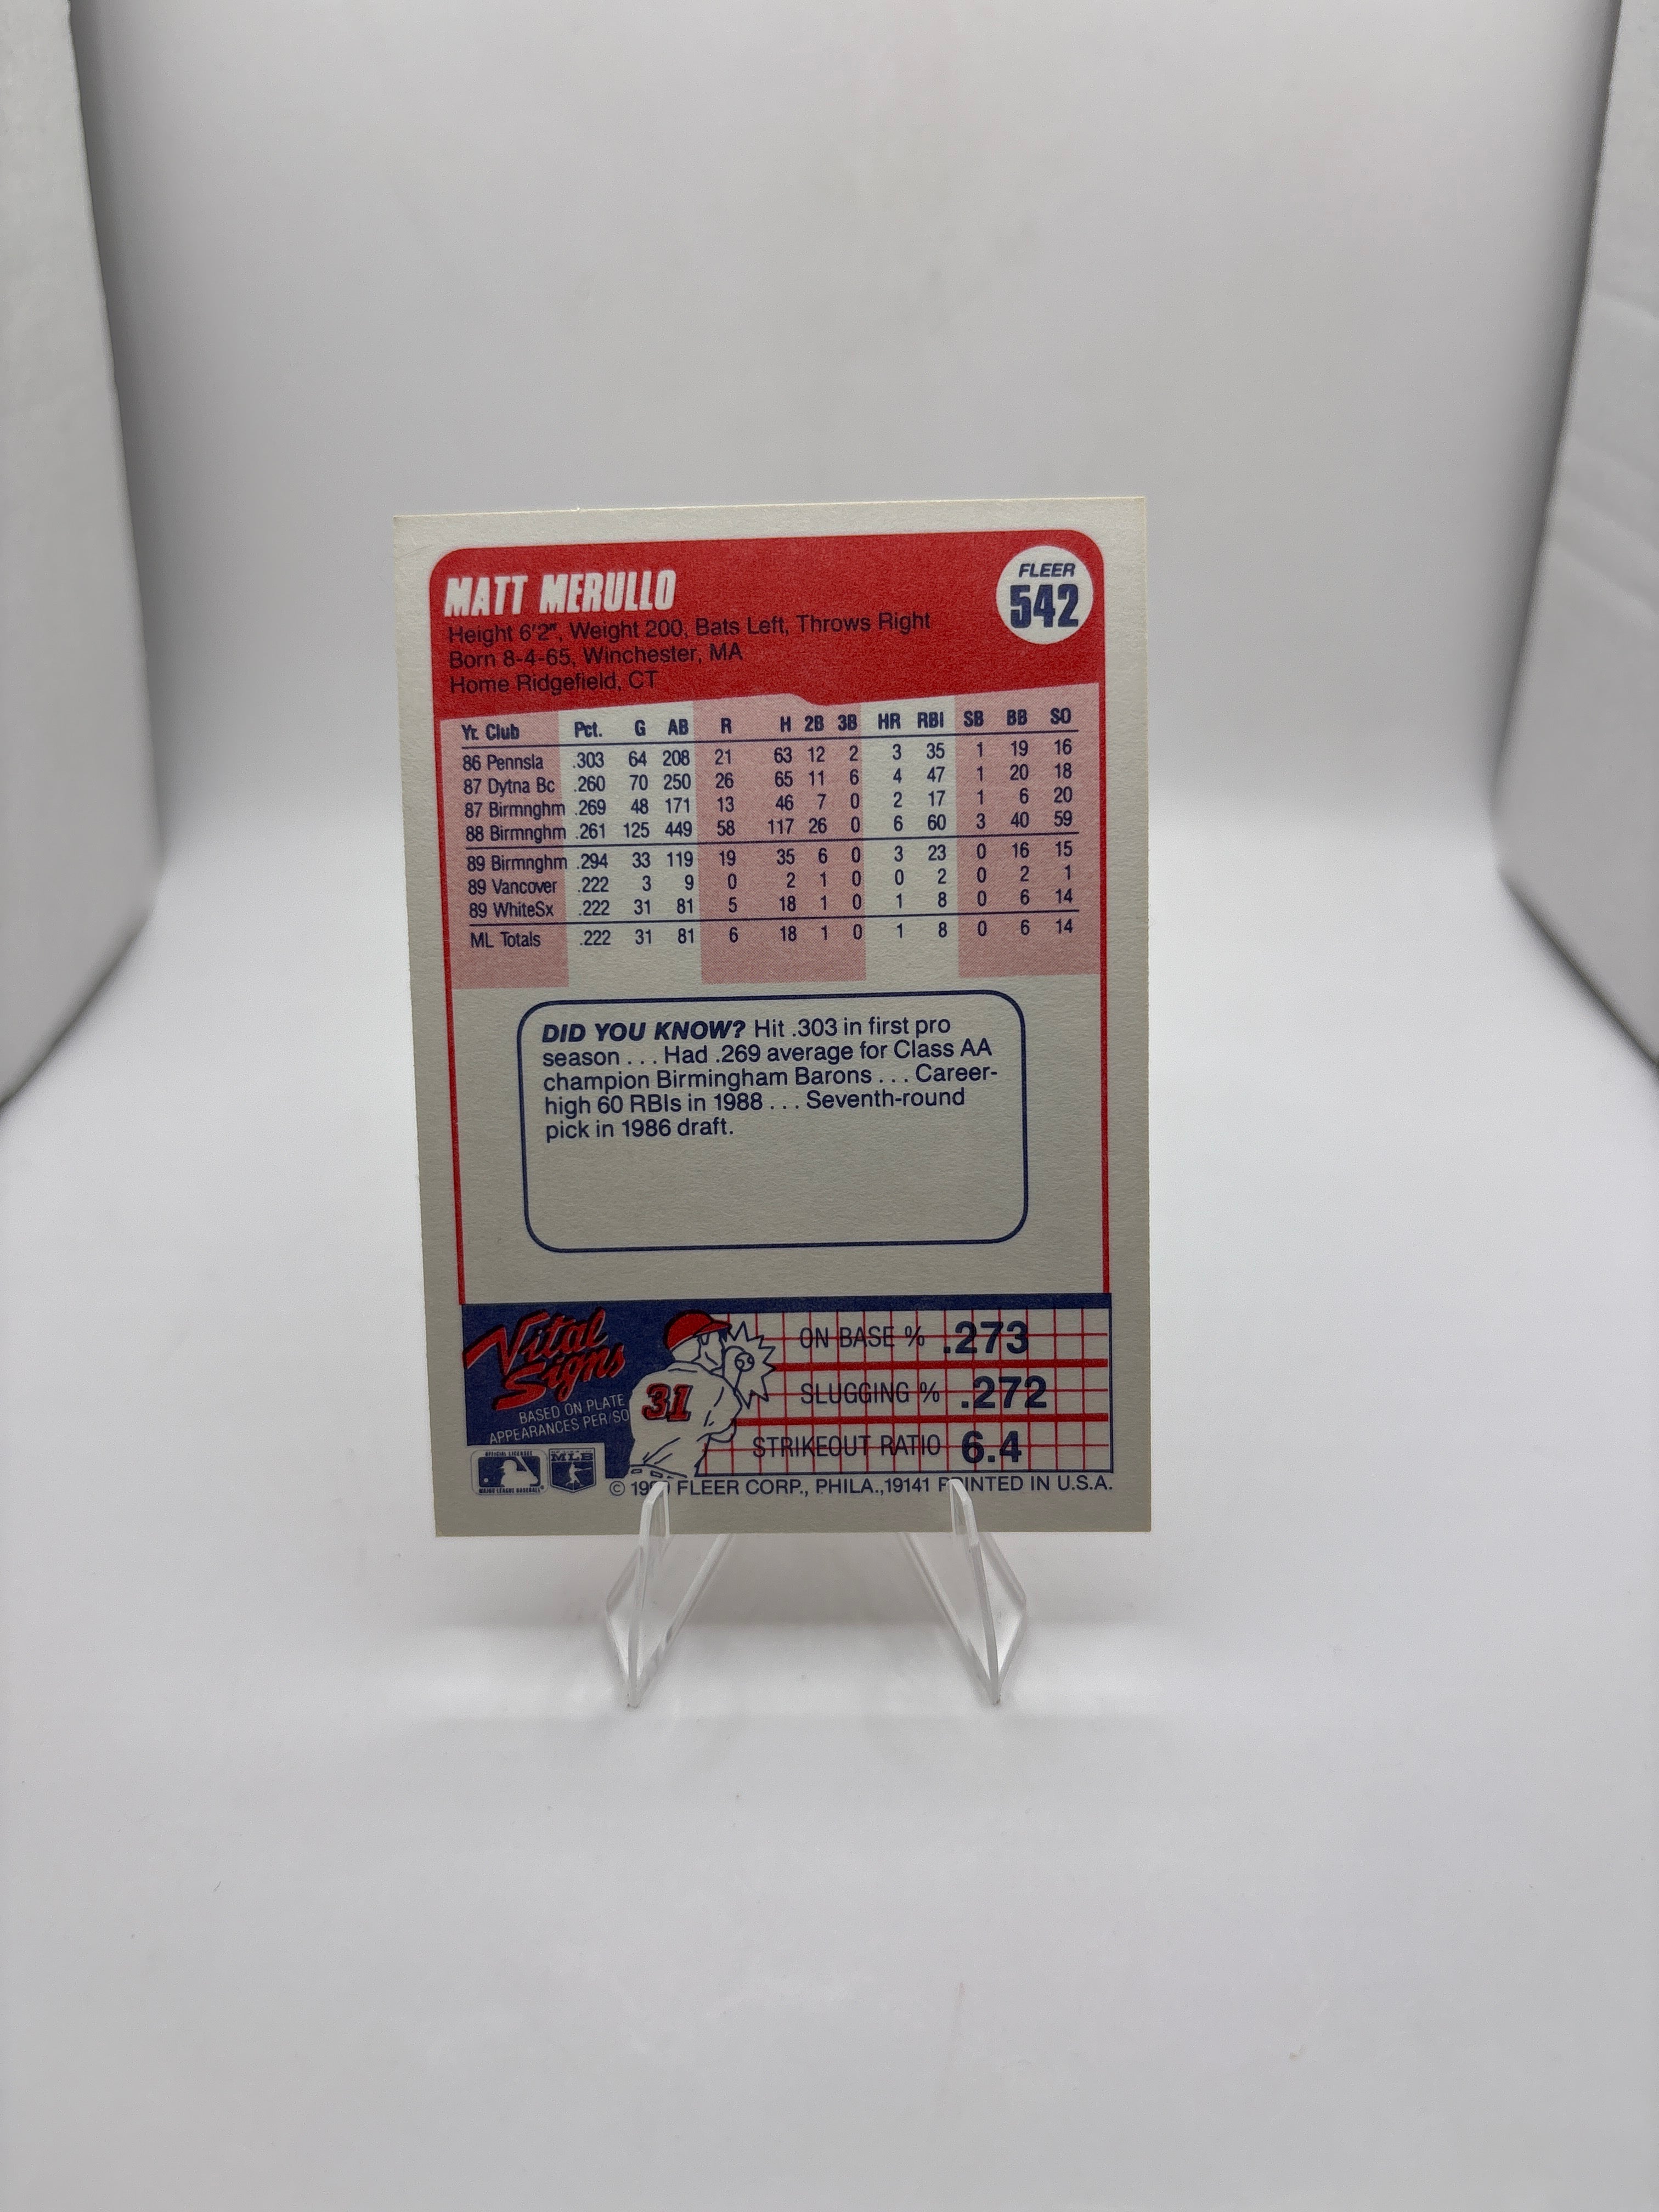 MATT MERULLO
FLEER
542
Height 6'2", Weight 200, Bats Left, Throws Right
Born 8-4-65, Winchester, MA
Home Ridgefield, CT
Yr. Club Pct. G AB R H 2B 3B HR RBI SB BB SO
86 Pennsla .303 64 208 21 63 12 2 3 35 1 19 16
87 Dytna Bc .260 70 250 26 65 11 6 4 47 1 20 18
87 Birmnghm .269 48 171 13 46 7 0 2 17 1 6 20
88 Birmnghm .261 125 449 58 117 26 0 6 60 3 40 59
89 Birmnghm .294 33 119 19 35 6 0 3 23 0 16 15
89 Vancover .222 3 9 0 2 1 0 0 2 0 2 1
89 WhiteSx .222 31 81 5 18 1 0 1 8 0 6 14
ML Totals .222 31 81 6 18 1 0 1 8 0 6 14
DID YOU KNOW? Hit .303 in first pro
season . . . Had .269 average for Class AA
champion Birmingham Barons . . . Career-
high 60 RBIs in 1988 . . . Seventh-round
pick in 1986 draft.
Vital
Signs
BASED ON PLATE
APPEARANCES PER/SO
31
ON BASE % .273
SLUGGING % .272
STRIKEOUT RATIO 6.4
MLB
© FLEER CORP., PHILA.,19141 PRINTED IN U.S.A.